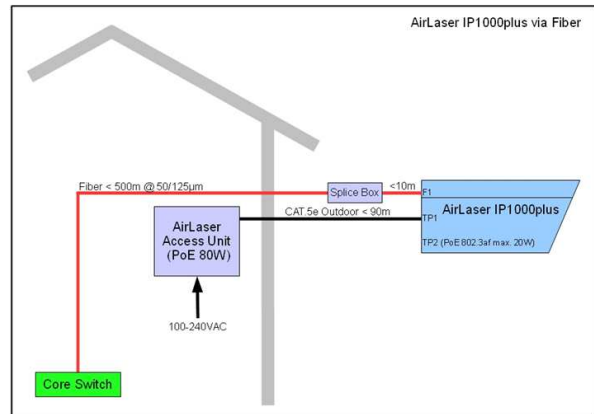 AirLaser IP1000plus via Fiber
Fiber < 500m @ 50/125µm
Splice Box
<10m
F1
AirLaser IP1000plus
CAT.5e Outdoor < 90m
TP1
AirLaser
Access Unit
(PoE 80W)
TP2 (PoE 802.3af max. 20W)
100-240VAC
Core Switch